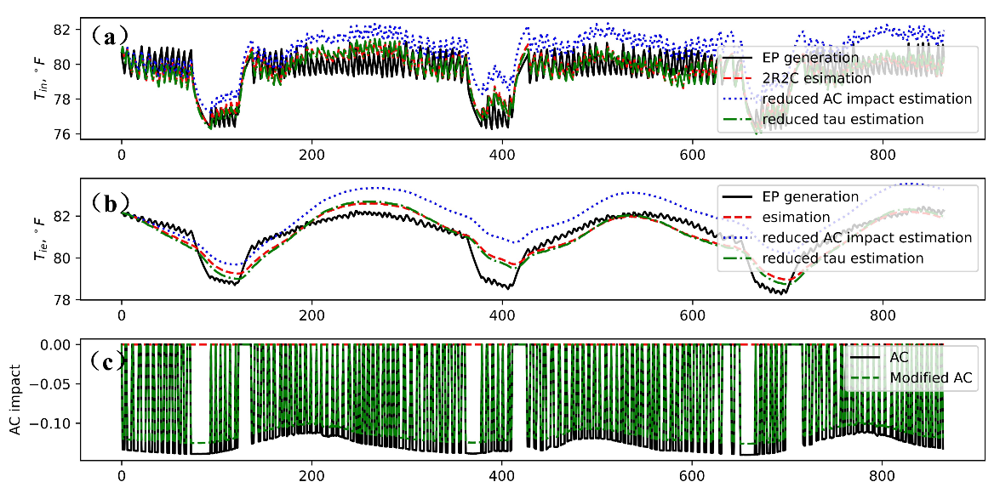 (a)
82
80
78
76
T_in, °F
EP generation
2R2C esimation
reduced AC impact estimation
reduced tau estimation
0 200 400 600 800
(b)
82
80
78
T_ie, °F
EP generation
esimation
reduced AC impact estimation
reduced tau estimation
0 200 400 600 800
(c)
0.00
−0.05
−0.10
AC impact
AC
Modified AC
0 200 400 600 800